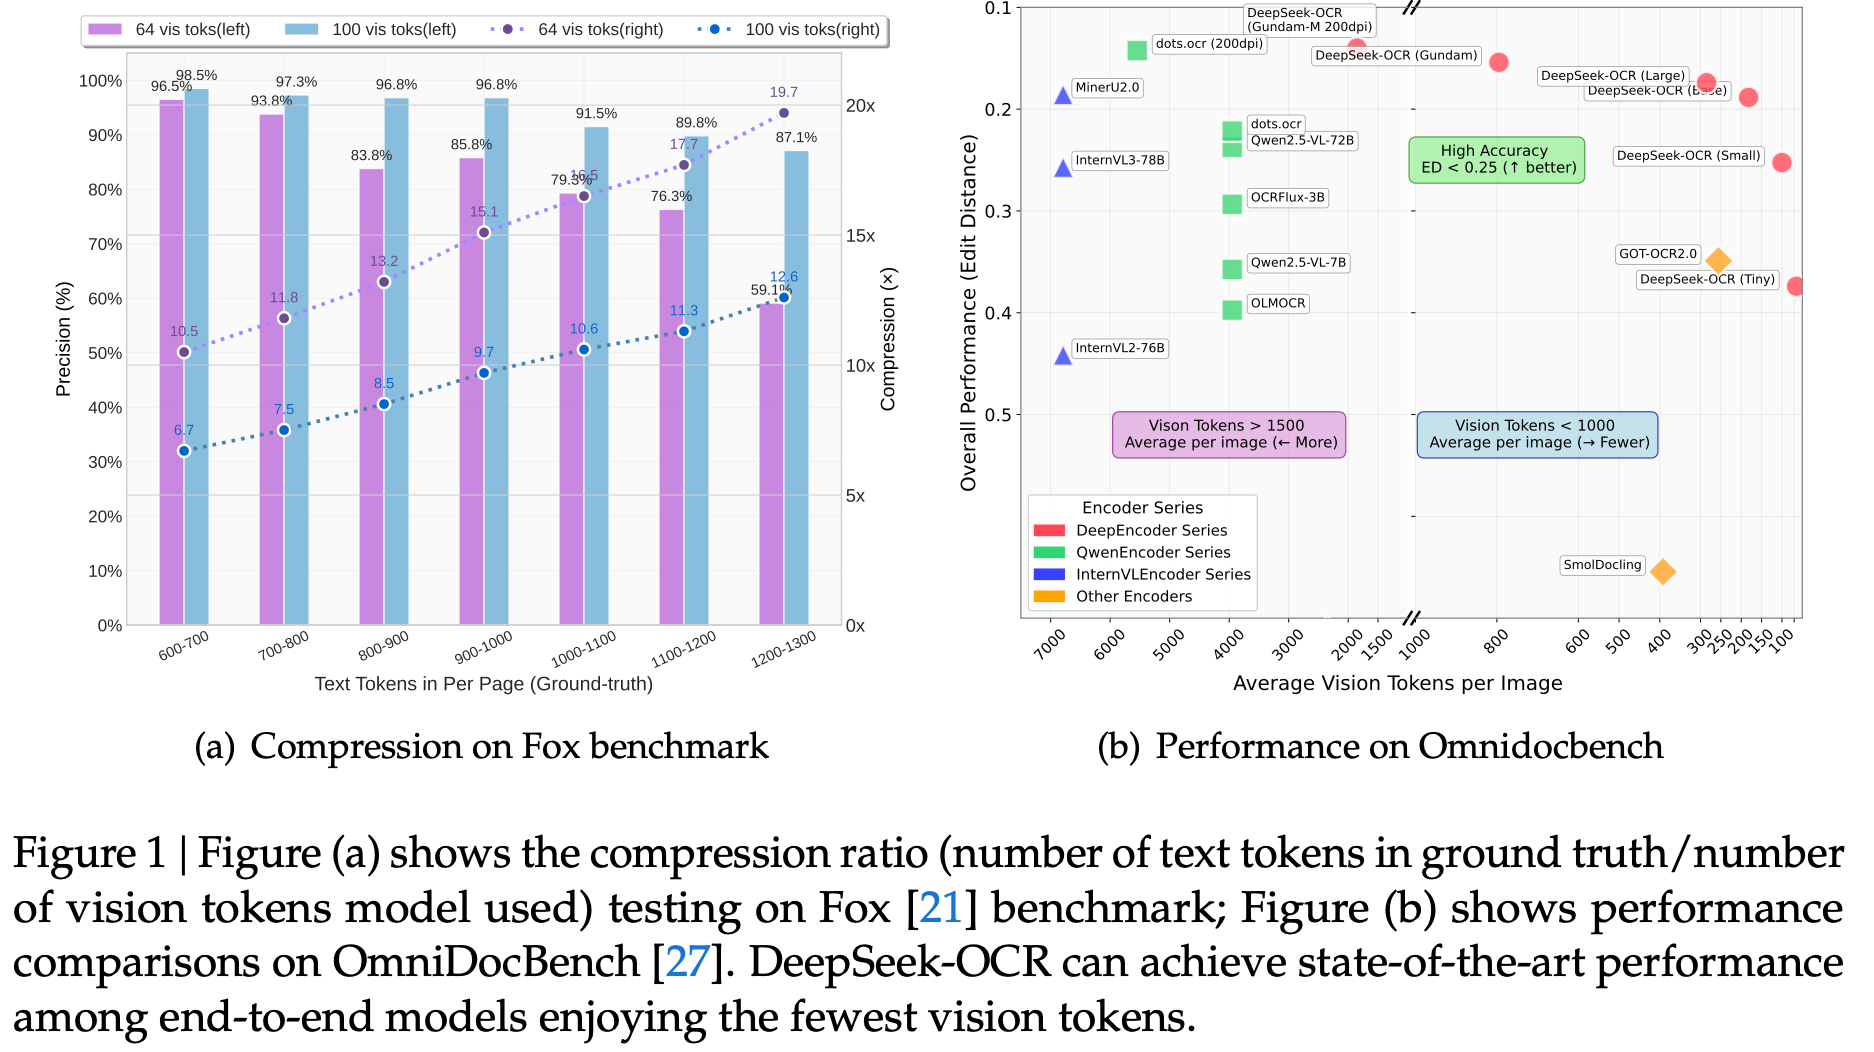 64 vis toks(left) 100 vis toks(left) 64 vis toks(right) 100 vis toks(right)
Precision (%)
100%
90%
80%
70%
60%
50%
40%
30%
20%
10%
0%
96.5% 98.5%
93.8% 97.3%
83.8% 96.8%
85.8% 96.8%
79.3% 91.5%
76.3% 89.8%
59.1% 87.1%
10.5 11.8 13.2 15.1 16.5 17.7 19.7
6.7 7.5 8.5 9.7 10.6 11.3 12.6
20x
15x
10x
5x
0x
Compression (×)
600-700 700-800 800-900 900-1000 1000-1100 1100-1200 1200-1300
Text Tokens in Per Page (Ground-truth)
(a) Compression on Fox benchmark
Overall Performance (Edit Distance)
0.1
0.2
0.3
0.4
0.5
DeepSeek-OCR
(Gundam-M 200dpi)
dots.ocr (200dpi)
DeepSeek-OCR (Gundam)
DeepSeek-OCR (Large)
DeepSeek-OCR (Base)
MinerU2.0
dots.ocr
Qwen2.5-VL-72B
High Accuracy
ED < 0.25 (↑ better)
DeepSeek-OCR (Small)
InternVL3-78B
OCRFlux-3B
GOT-OCR2.0
Qwen2.5-VL-7B
DeepSeek-OCR (Tiny)
OLMOCR
InternVL2-76B
Vison Tokens > 1500
Average per image (← More)
Vision Tokens < 1000
Average per image (→ Fewer)
Encoder Series
DeepEncoder Series
QwenEncoder Series
InternVLEncoder Series
Other Encoders
SmolDocling
7000 6000 5000 4000 3000 2000 1500 1000 800 600 500 400 300 250 200 150 100
Average Vision Tokens per Image
(b) Performance on Omnidocbench
Figure 1 | Figure (a) shows the compression ratio (number of text tokens in ground truth/number
of vision tokens model used) testing on Fox [21] benchmark; Figure (b) shows performance
comparisons on OmniDocBench [27]. DeepSeek-OCR can achieve state-of-the-art performance
among end-to-end models enjoying the fewest vision tokens.